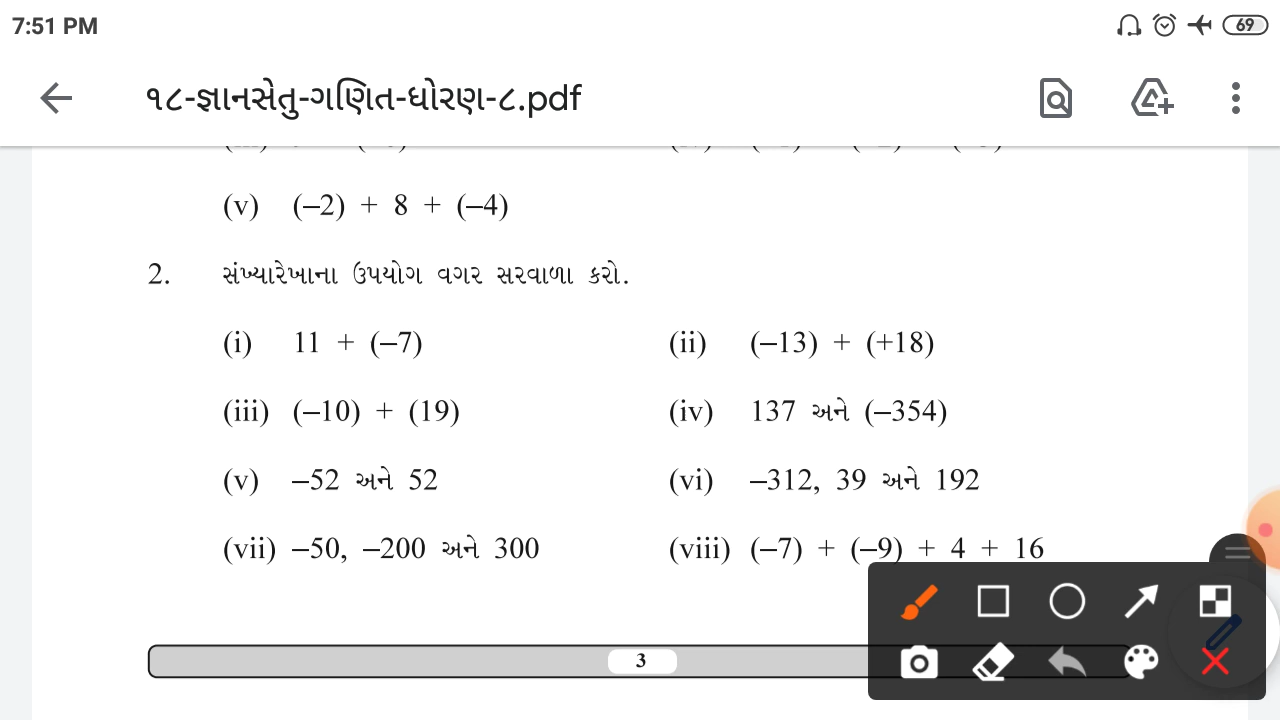 7:51 PM 69
૧૮-જ્ઞાનસેતુ-ગણિત-ધોરણ-૮.pdf
(v) (–2) + 8 + (–4)
2. સંખ્યારેખાના ઉપયોગ વગર સરવાળા કરો.
(i) 11 + (–7) (ii) (–13) + (+18)
(iii) (–10) + (19) (iv) 137 અને (–354)
(v) –52 અને 52 (vi) –312, 39 અને 192
(vii) –50, –200 અને 300 (viii) (–7) + (–9) + 4 + 16
3